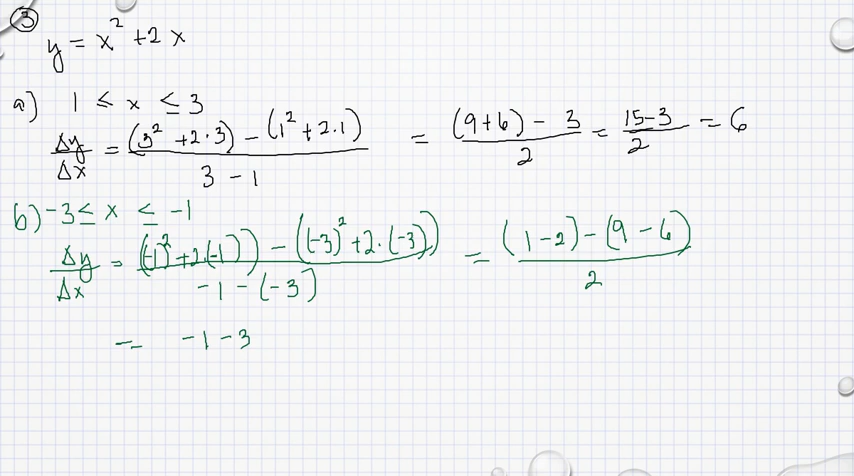 ③
y = x² + 2x
a) 1 ≤ x ≤ 3
Δy/Δx = ((3² + 2·3) − (1² + 2·1))/(3 − 1) = ((9+6) − 3)/2 = (15−3)/2 = 6
b) −3 ≤ x ≤ −1
Δy/Δx = ((−1)² + 2·(−1)) − ((−3)² + 2·(−3))/(−1 − (−3)) = ((1−2) − (9 − 6))/2
= −1 − 3